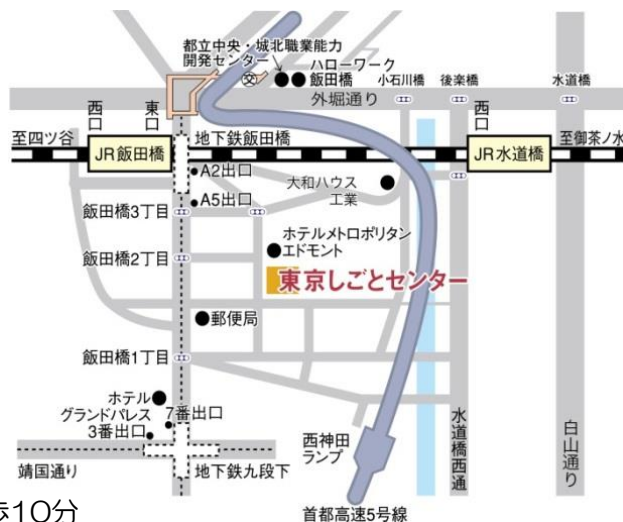 都立中央・城北職業能力
開発センター
ハローワーク
飯田橋
小石川橋
後楽橋
水道橋
外堀通り
西口
東口
西口
至四ツ谷
地下鉄飯田橋
至御茶ノ水
JR飯田橋
JR水道橋
A2出口
大和ハウス
工業
A5出口
飯田橋3丁目
ホテルメトロポリタン
エドモント
飯田橋2丁目
東京しごとセンター
郵便局
飯田橋1丁目
ホテル
グランドパレス
7番出口
3番出口
水道橋西通
白山通り
西神田
ランプ
靖国通り
地下鉄九段下
歩10分
首都高速5号線